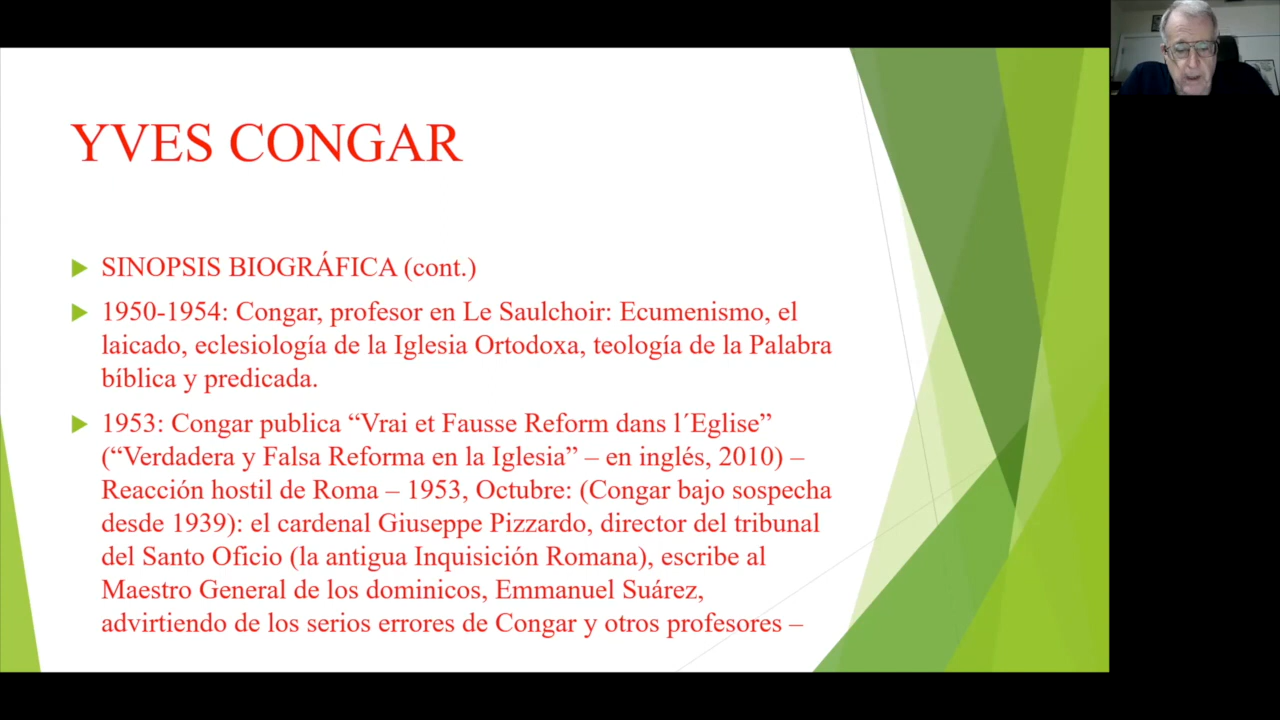 YVES CONGAR
SINOPSIS BIOGRÁFICA (cont.)
1950-1954: Congar, profesor en Le Saulchoir: Ecumenismo, el
laicado, eclesiología de la Iglesia Ortodoxa, teología de la Palabra
bíblica y predicada.
1953: Congar publica “Vrai et Fausse Reform dans l´Eglise”
(“Verdadera y Falsa Reforma en la Iglesia” – en inglés, 2010) –
Reacción hostil de Roma – 1953, Octubre: (Congar bajo sospecha
desde 1939): el cardenal Giuseppe Pizzardo, director del tribunal
del Santo Oficio (la antigua Inquisición Romana), escribe al
Maestro General de los dominicos, Emmanuel Suárez,
advirtiendo de los serios errores de Congar y otros profesores –